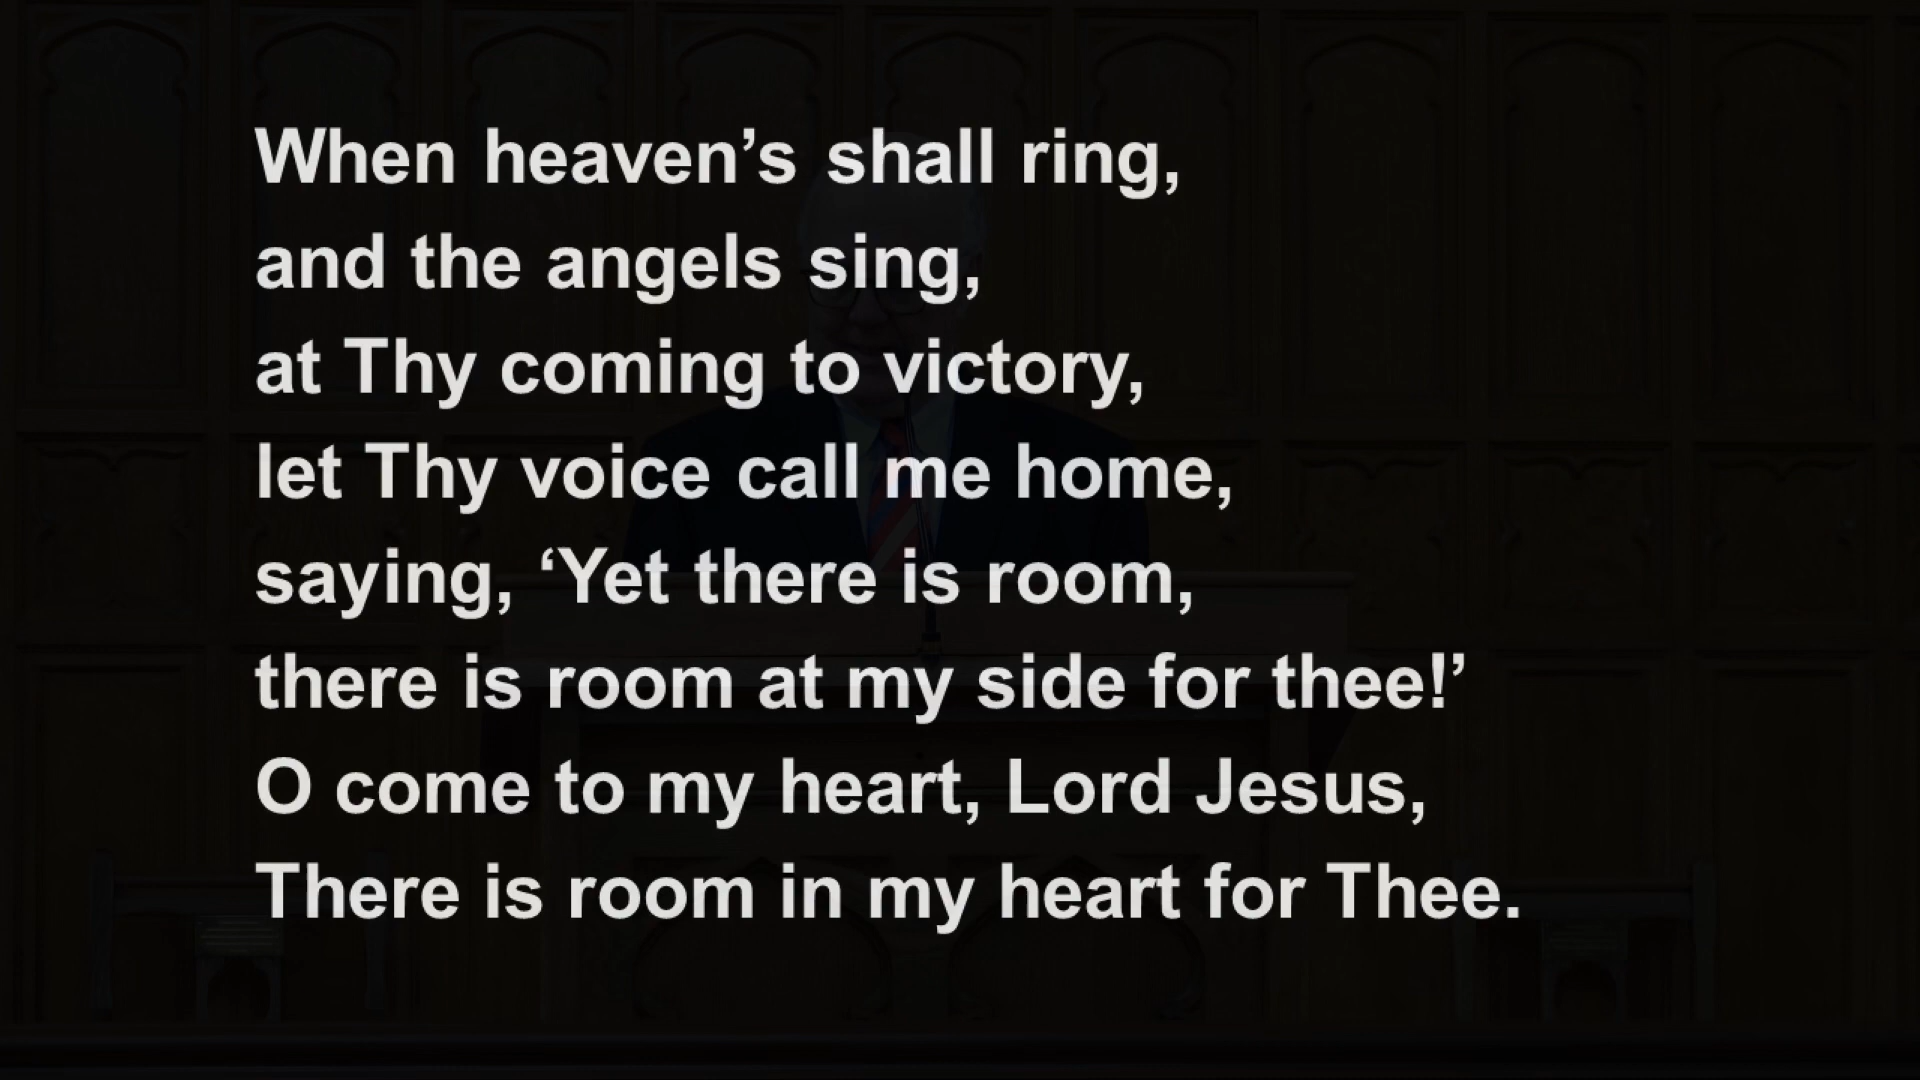 When heaven’s shall ring,
and the angels sing,
at Thy coming to victory,
let Thy voice call me home,
saying, ‘Yet there is room,
there is room at my side for thee!’
O come to my heart, Lord Jesus,
There is room in my heart for Thee.